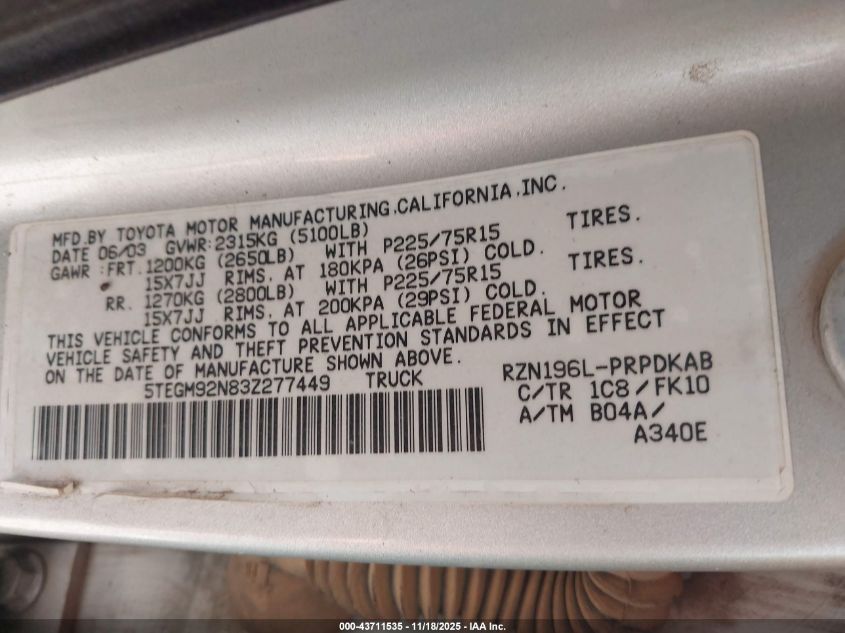 MFD.BY TOYOTA MOTOR MANUFACTURING,CALIFORNIA,INC.
DATE 06/03 GVWR:2315KG (5100LB)
GAWR :FRT.1200KG (2650LB) WITH P225/75R15 TIRES.
15X7JJ RIMS. AT 180KPA (26PSI) COLD.
RR. 1270KG (2800LB) WITH P225/75R15 TIRES.
15X7JJ RIMS. AT 200KPA (29PSI) COLD.
THIS VEHICLE CONFORMS TO ALL APPLICABLE FEDERAL MOTOR
VEHICLE SAFETY AND THEFT PREVENTION STANDARDS IN EFFECT
ON THE DATE OF MANUFACTURE SHOWN ABOVE.
5TEGM92N83Z277449 TRUCK
RZN196L-PRPDKAB
C/TR 1C8/FK10
A/TM B04A/
A340E
000-43711535 - 11/18/2025 - IAA Inc.